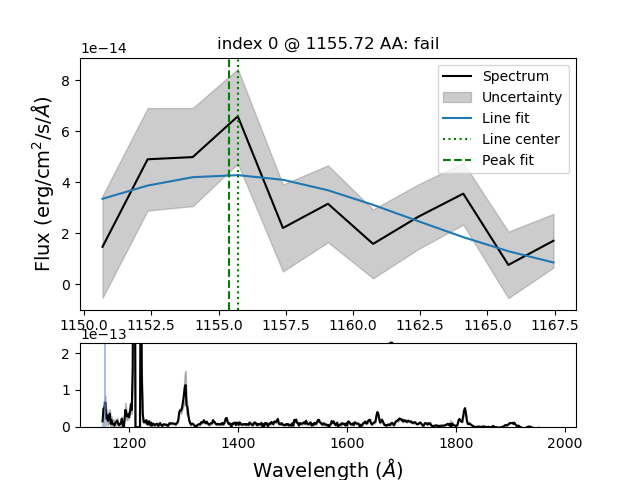 index 0 @ 1155.72 AA: fail
1e−14
Flux (erg/cm²/s/Å)
8
6
4
2
0
Spectrum
Uncertainty
Line fit
Line center
Peak fit
1150.0 1152.5 1155.0 1157.5 1160.0 1162.5 1165.0 1167.5
1e−13
2
1
0
1200 1400 1600 1800 2000
Wavelength (Å)